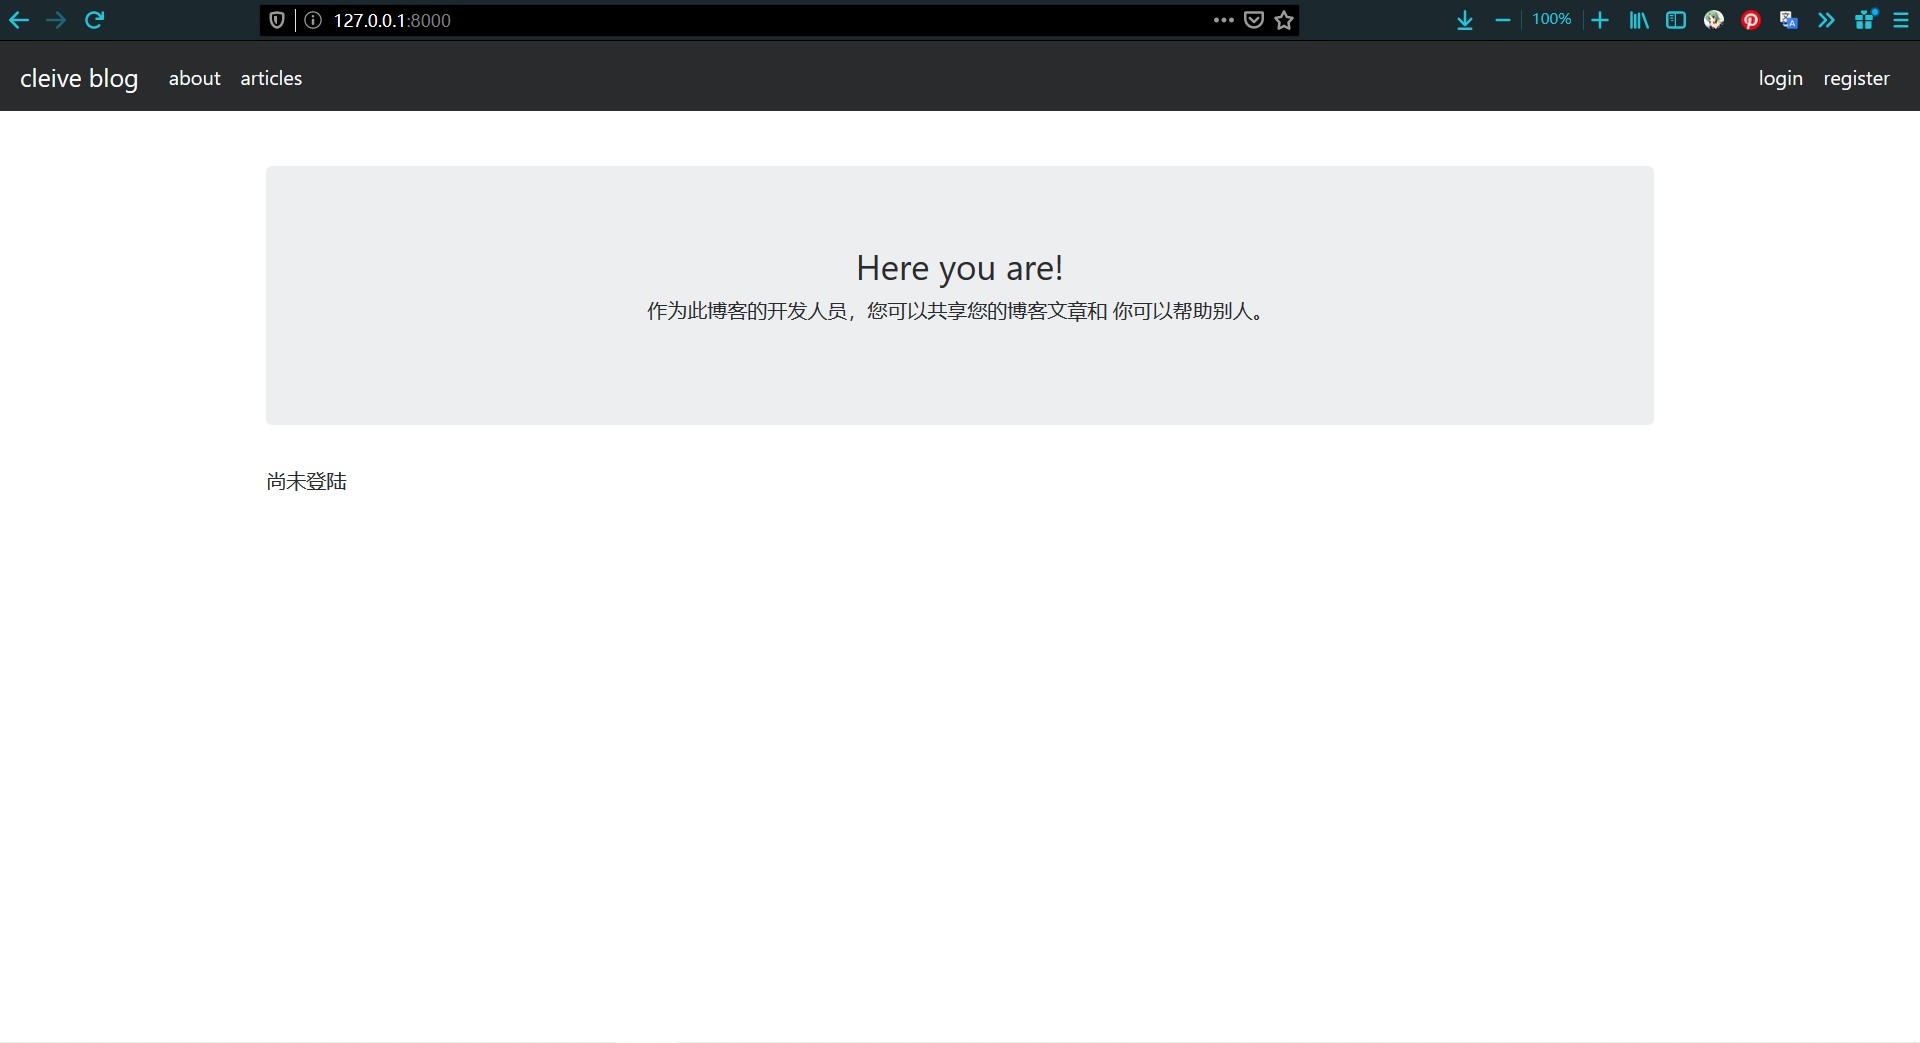 127.0.0.1:8000
100%
cleive blog about articles login register
Here you are!
作为此博客的开发人员，您可以共享您的博客文章和 你可以帮助别人。
尚未登陆